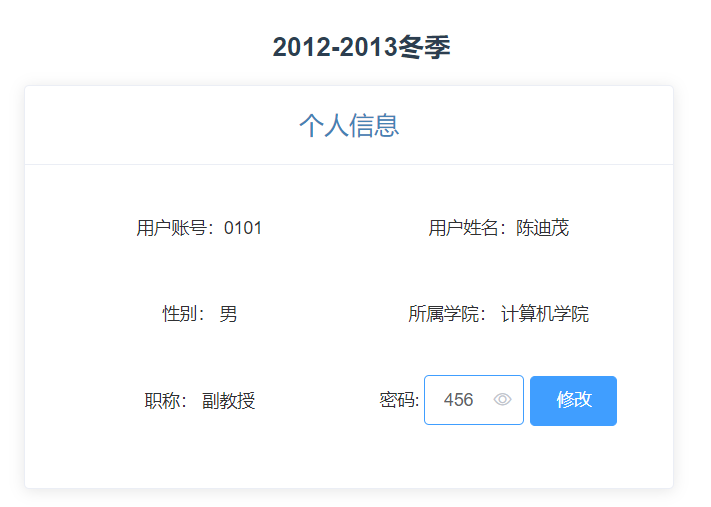 2012-2013冬季
个人信息
用户账号：0101 用户姓名：陈迪茂
性别： 男 所属学院： 计算机学院
职称： 副教授 密码: 456 修改